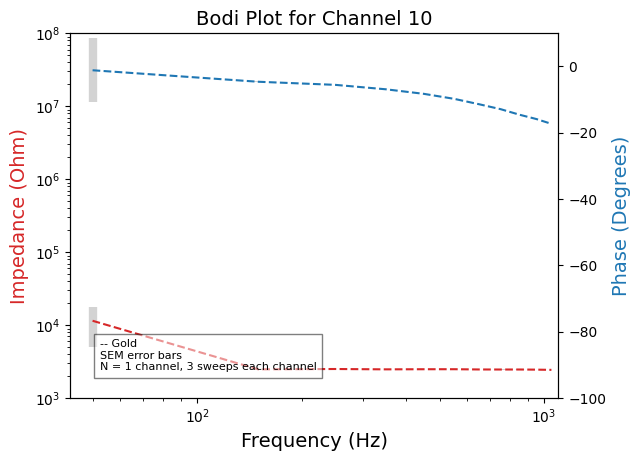 Bodi Plot for Channel 10
Impedance (Ohm)
10^8
10^7
10^6
10^5
10^4
10^3
-- Gold
SEM error bars
N = 1 channel, 3 sweeps each channel
10^2
10^3
Frequency (Hz)
0
−20
−40
−60
−80
−100
Phase (Degrees)